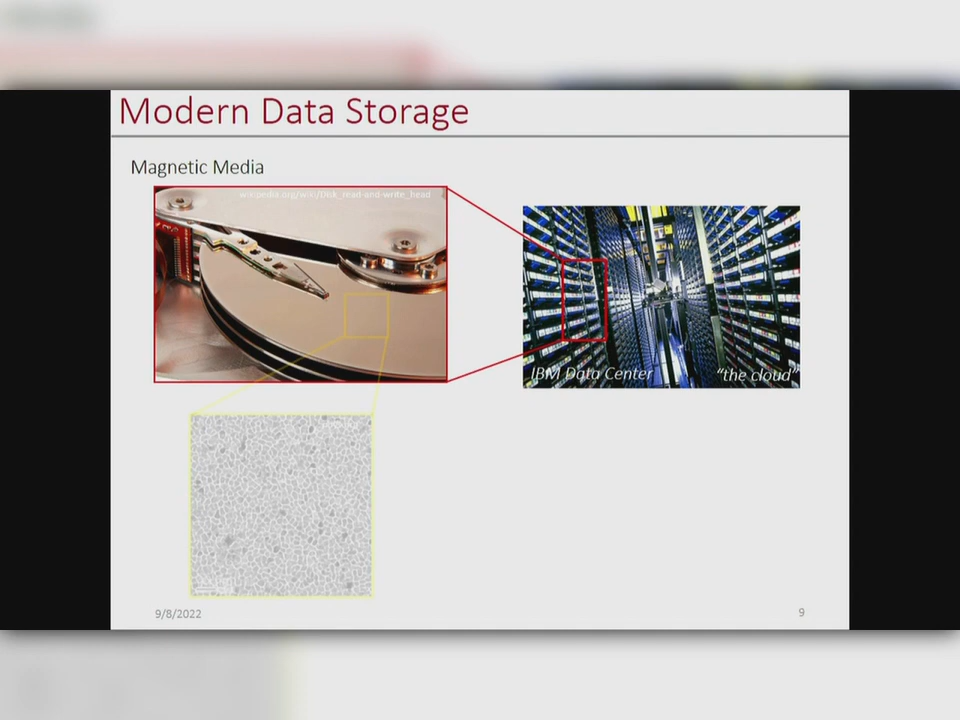 Modern Data Storage
Magnetic Media
wikipedia.org/wiki/Disk_read-and-write_head
IBM Data Center
"the cloud"
9/8/2022
9